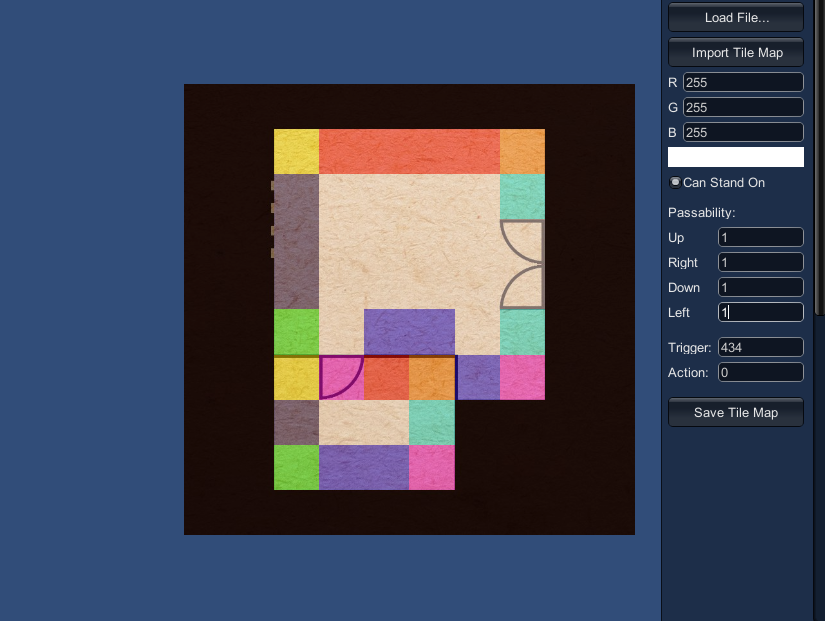 Load File...
Import Tile Map
R 255
G 255
B 255
Can Stand On
Passability:
Up 1
Right 1
Down 1
Left 1
Trigger: 434
Action: 0
Save Tile Map